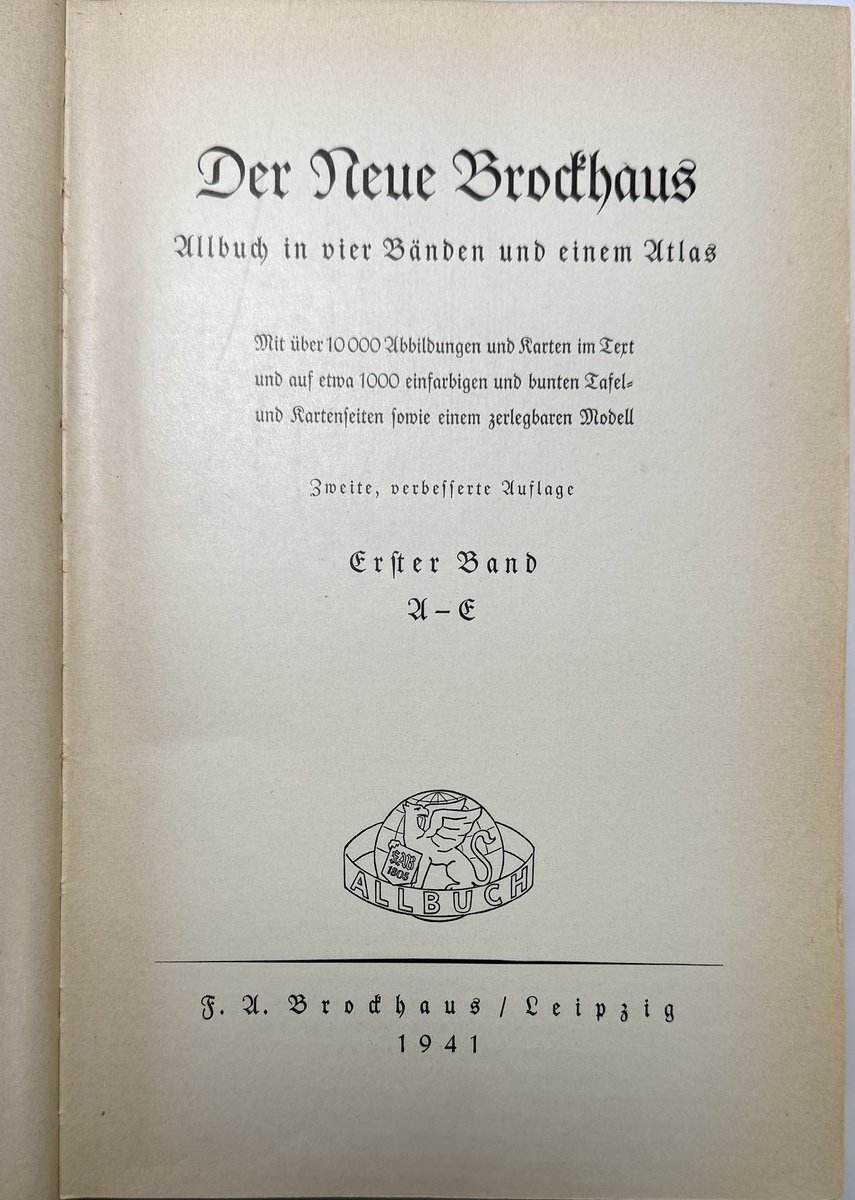 Der Neue Brockhaus
Allbuch in vier Bänden und einem Atlas
Mit über 10000 Abbildungen und Karten im Text
und auf etwa 1000 einfarbigen und bunten Tafel-
und Kartenseiten sowie einem zerlegbaren Modell
Zweite, verbesserte Auflage
Erster Band
A–E
FAB
1805
ALLBUCH
F. A. Brockhaus / Leipzig
1941